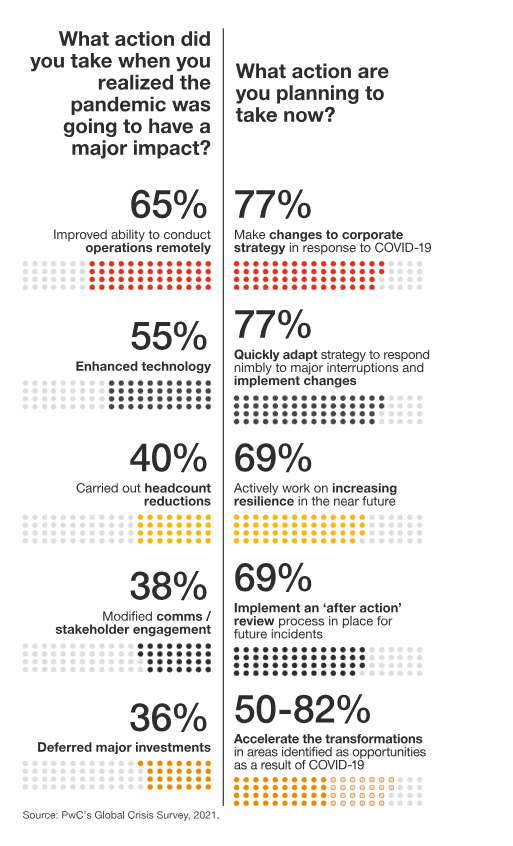 What action did
you take when you
realized the
pandemic was
going to have a
major impact?
What action are
you planning to
take now?
65%
Improved ability to conduct
operations remotely
77%
Make changes to corporate
strategy in response to COVID-19
55%
Enhanced technology
77%
Quickly adapt strategy to respond
nimbly to major interruptions and
implement changes
40%
Carried out headcount
reductions
69%
Actively work on increasing
resilience in the near future
38%
Modified comms /
stakeholder engagement
69%
Implement an ‘after action’
review process in place for
future incidents
36%
Deferred major investments
50-82%
Accelerate the transformations
in areas identified as opportunities
as a result of COVID-19
Source: PwC's Global Crisis Survey, 2021.